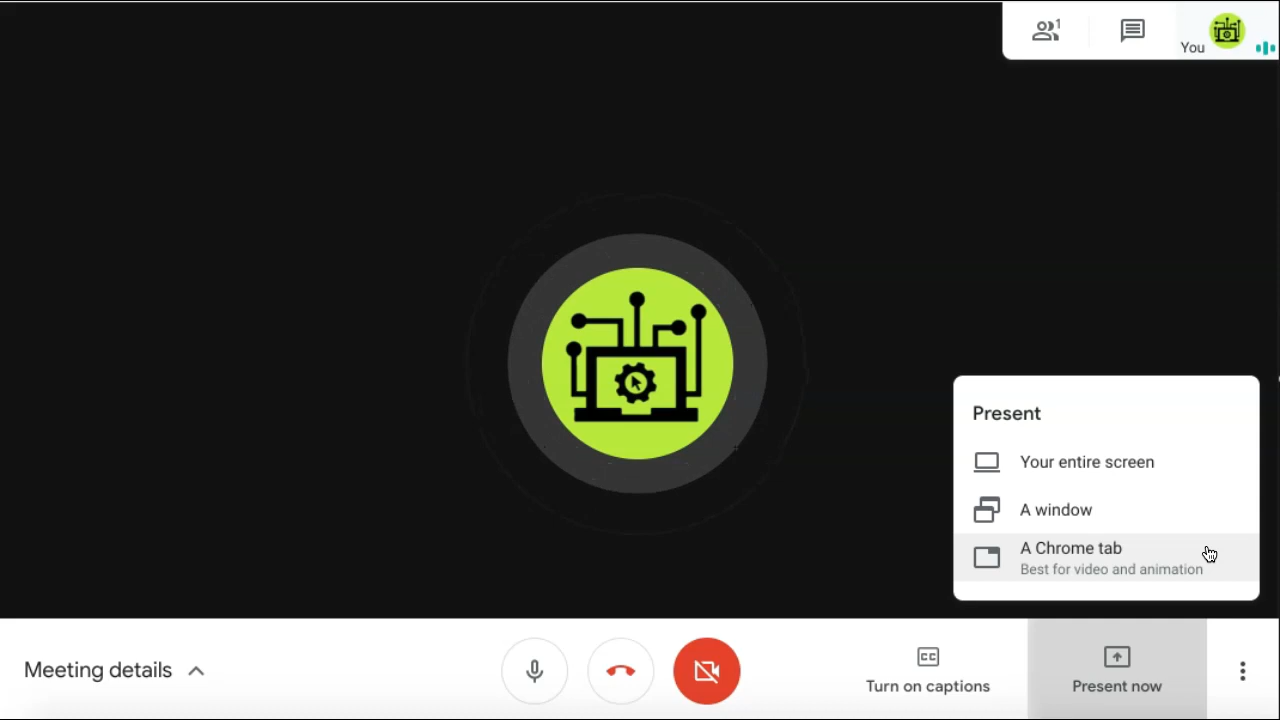 1
You
Present
Your entire screen
A window
A Chrome tab
Best for video and animation
Meeting details
CC
Turn on captions
Present now